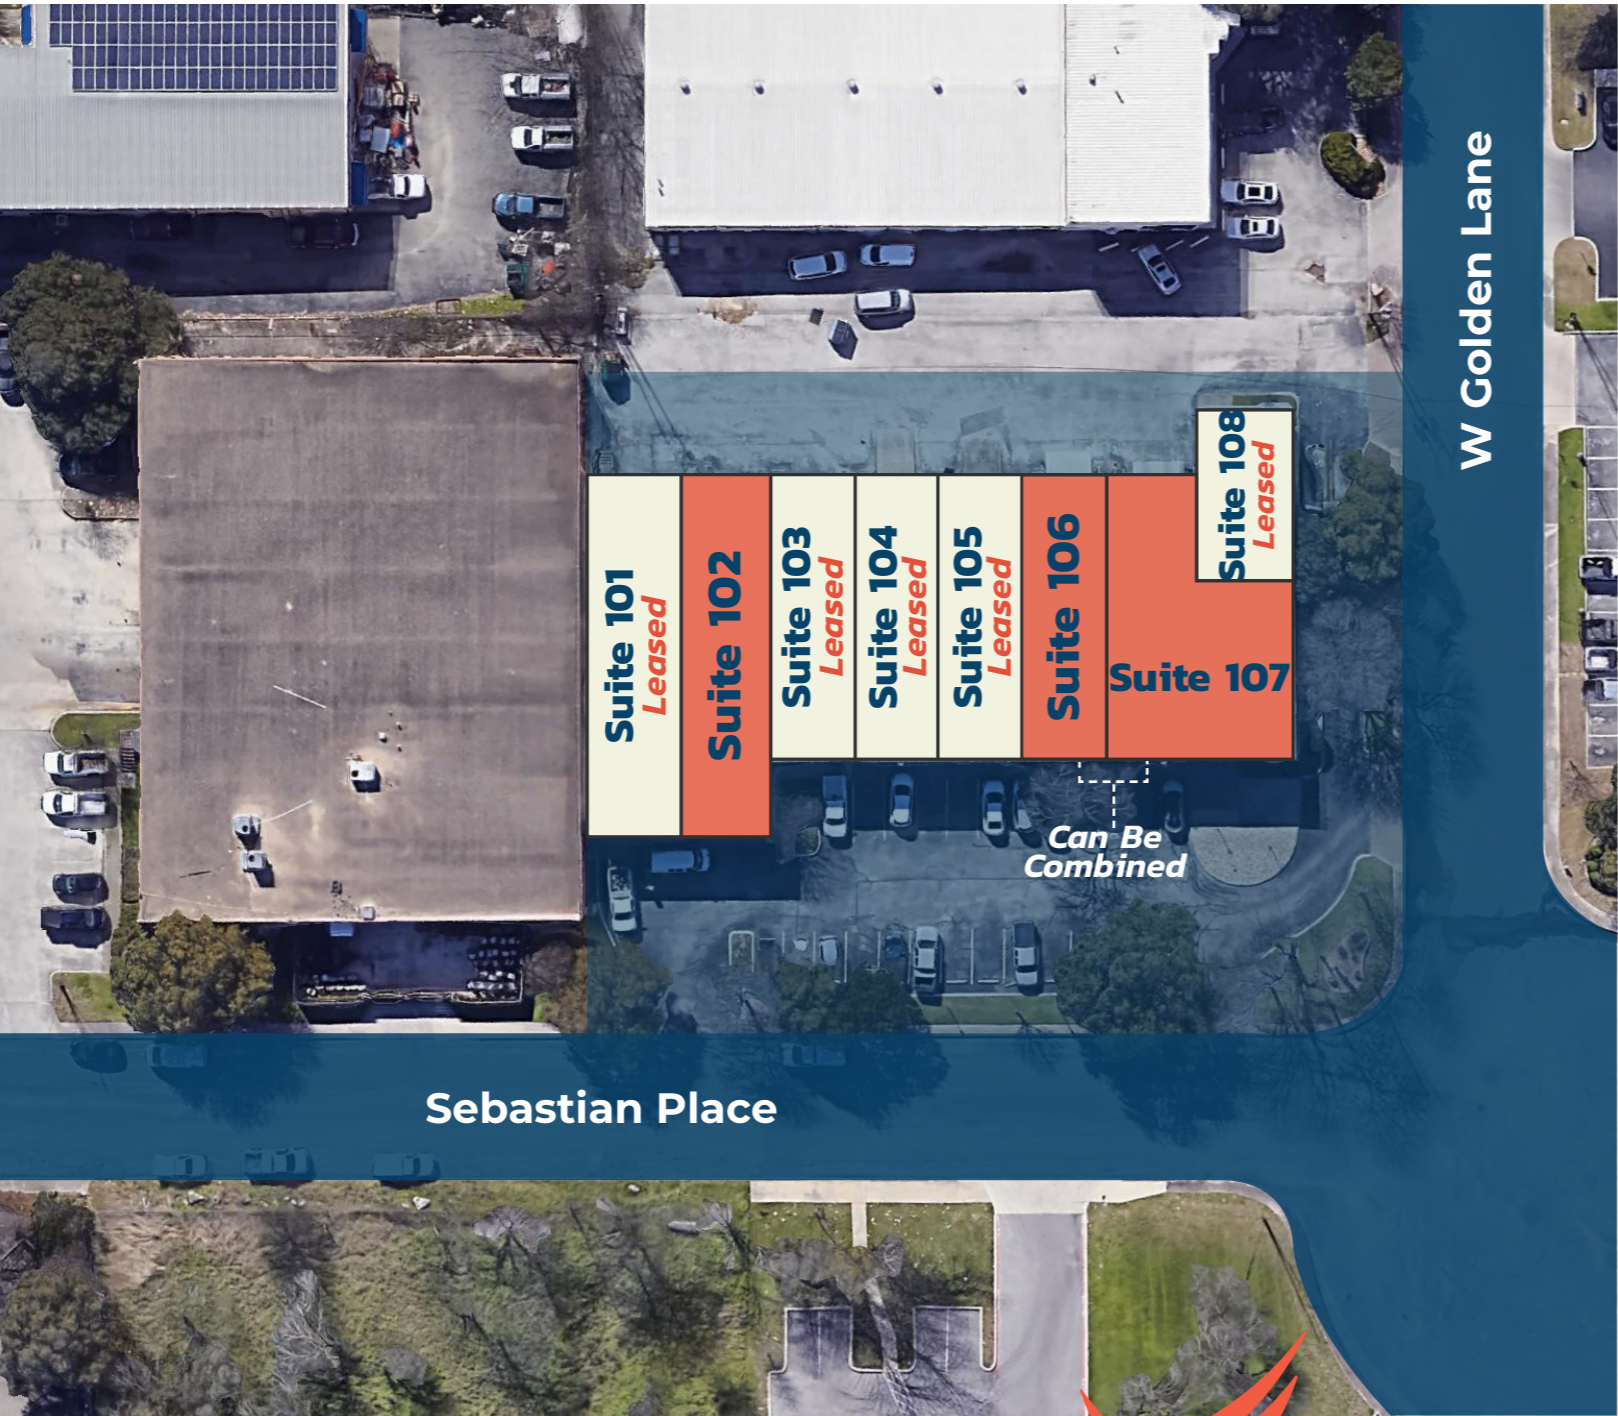 W Golden Lane
Suite 101
Leased
Suite 102
Suite 103
Leased
Suite 104
Leased
Suite 105
Leased
Suite 106
Suite 107
Suite 108
Leased
Can Be
Combined
Sebastian Place